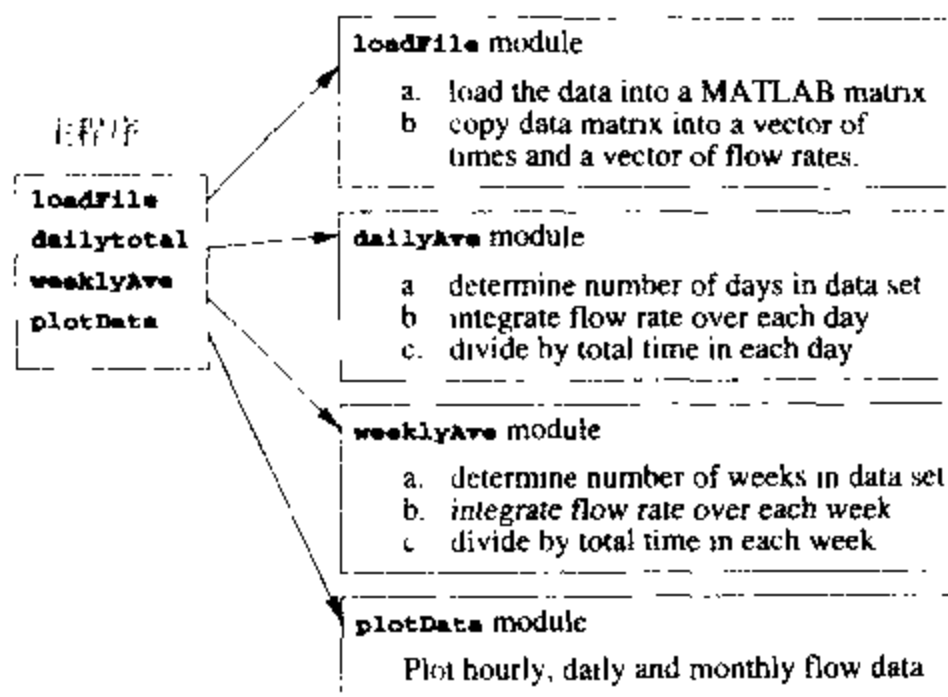 主程序
loadFile
dailytotal
weeklyAve
plotData
loadFile module
a. load the data into a MATLAB matrix
b copy data matrix into a vector of
times and a vector of flow rates.
dailyAve module
a determine number of days in data set
b integrate flow rate over each day
c. divide by total time in each day
weeklyAve module
a. determine number of weeks in data set
b. integrate flow rate over each week
c divide by total time in each week
plotData module
Plot hourly, daily and monthly flow data